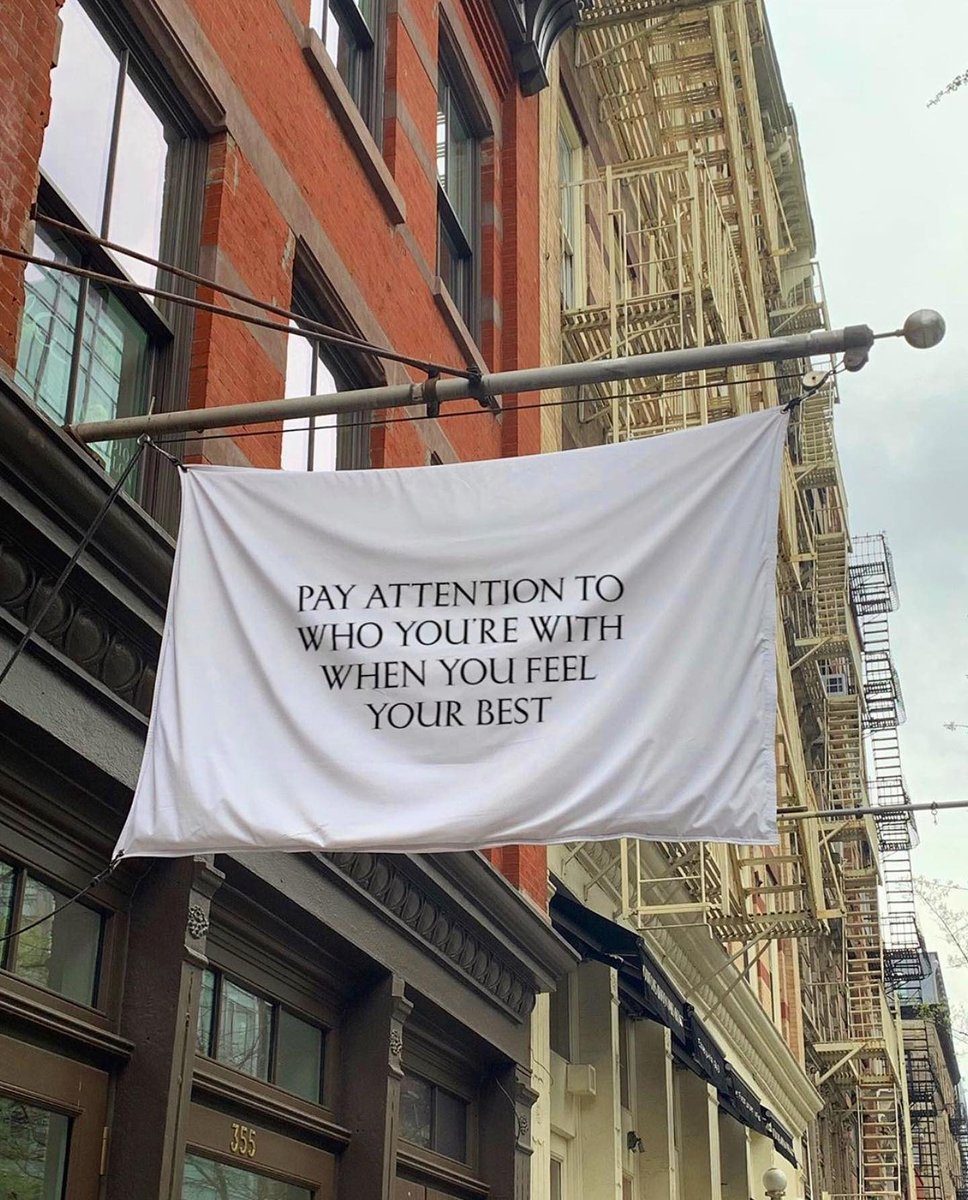 PAY ATTENTION TO
WHO YOU'RE WITH
WHEN YOU FEEL
YOUR BEST
355